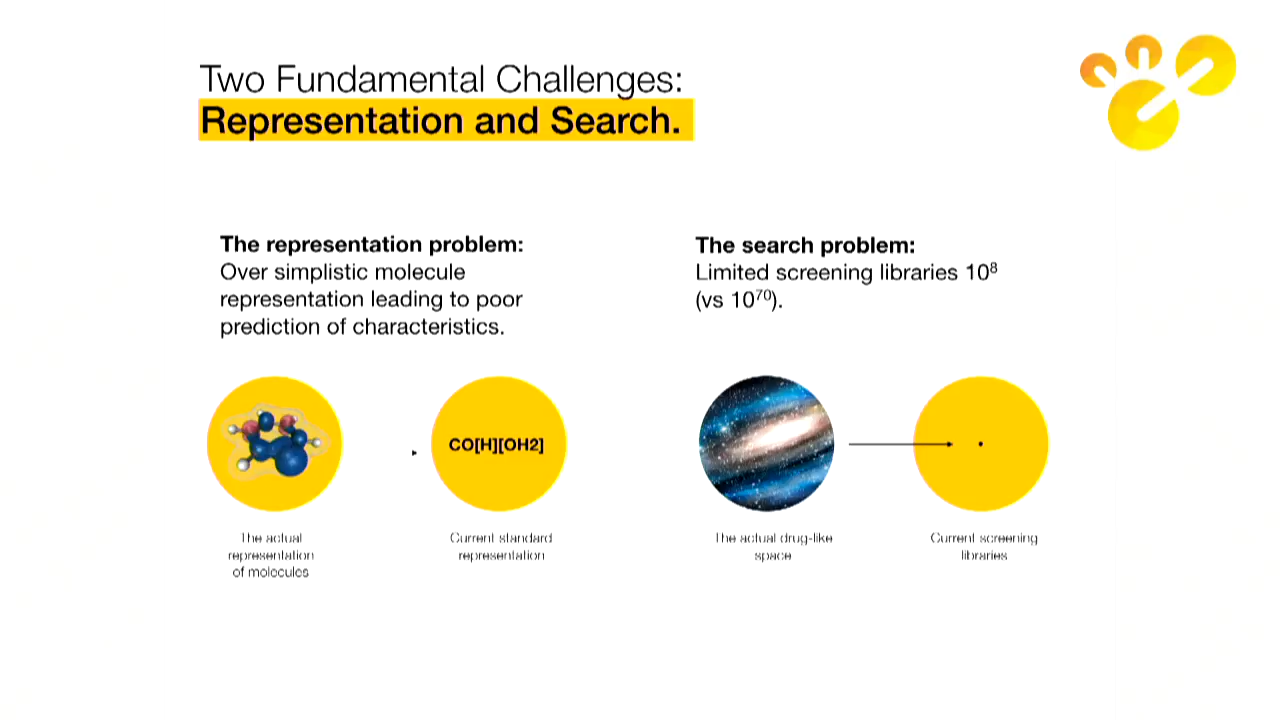 Two Fundamental Challenges:
Representation and Search.
The representation problem:
Over simplistic molecule
representation leading to poor
prediction of characteristics.
The search problem:
Limited screening libraries 10⁸
(vs 10⁷⁰).
CO[H][OH2]
The actual
representation
of molecules
Current standard
representation
The actual drug-like
space
Current screening
libraries